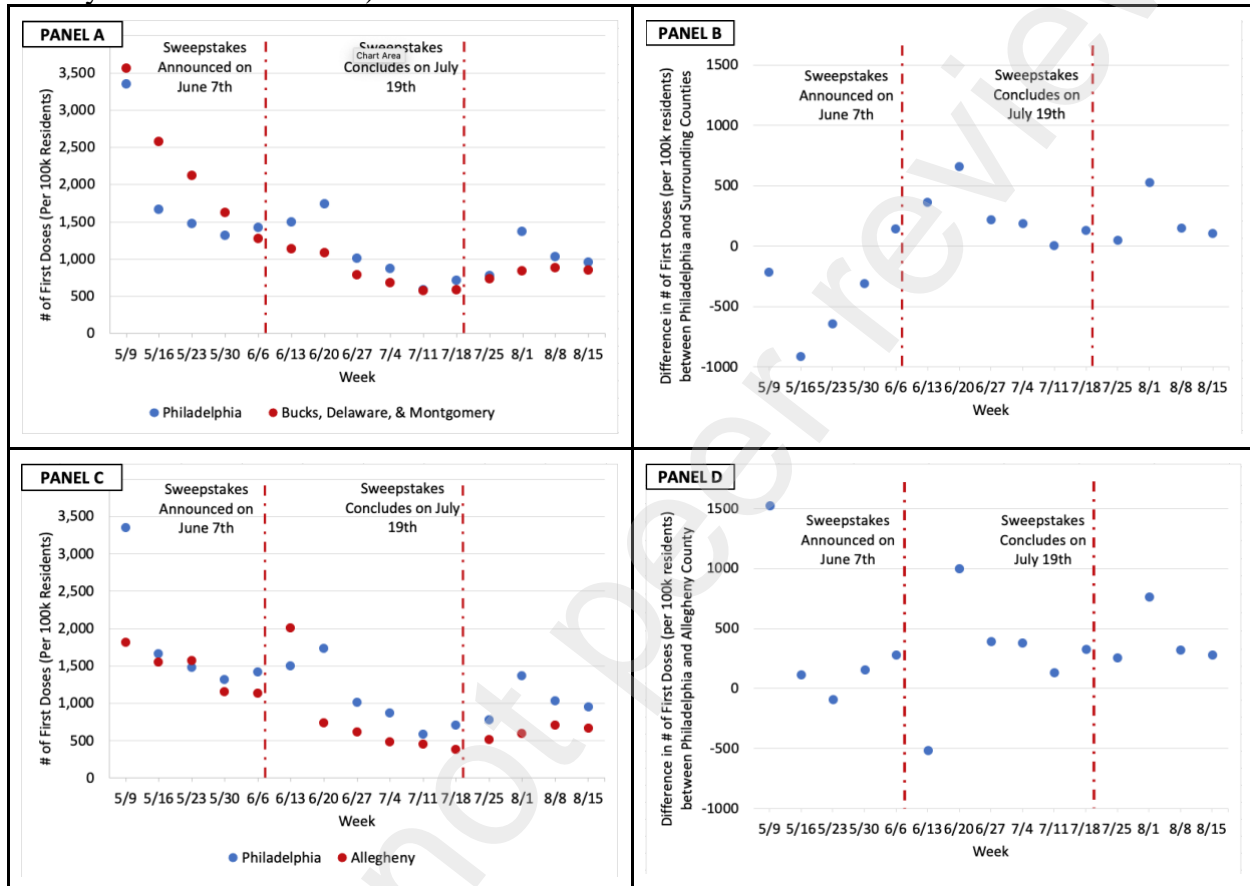 PANEL A
Sweepstakes
Announced on
June 7th
Sweepstakes
Chart Area
Concludes on July
19th
# of First Doses (Per 100k Residents)
3,500
3,000
2,500
2,000
1,500
1,000
500
0
5/9 5/16 5/23 5/30 6/6 6/13 6/20 6/27 7/4 7/11 7/18 7/25 8/1 8/8 8/15
Week
Philadelphia Bucks, Delaware, & Montgomery
PANEL B
Sweepstakes
Announced on
June 7th
Sweepstakes
Concludes on
July 19th
Difference in # of First Doses (per 100k residents)
between Philadelphia and Surrounding Counties
1500
1000
500
0
-500
-1000
5/9 5/16 5/23 5/30 6/6 6/13 6/20 6/27 7/4 7/11 7/18 7/25 8/1 8/8 8/15
Week
PANEL C
Sweepstakes
Announced on
June 7th
Sweepstakes
Concludes on July
19th
# of First Doses (Per 100k Residents)
3,500
3,000
2,500
2,000
1,500
1,000
500
0
5/9 5/16 5/23 5/30 6/6 6/13 6/20 6/27 7/4 7/11 7/18 7/25 8/1 8/8 8/15
Week
Philadelphia Allegheny
PANEL D
Sweepstakes
Announced on
June 7th
Sweepstakes
Concludes on
July 19th
Difference in # of First Doses (per 100k residents)
between Philadelphia and Allegheny County
1500
1000
500
0
-500
-1000
5/9 5/16 5/23 5/30 6/6 6/13 6/20 6/27 7/4 7/11 7/18 7/25 8/1 8/8 8/15
Week
not peer review